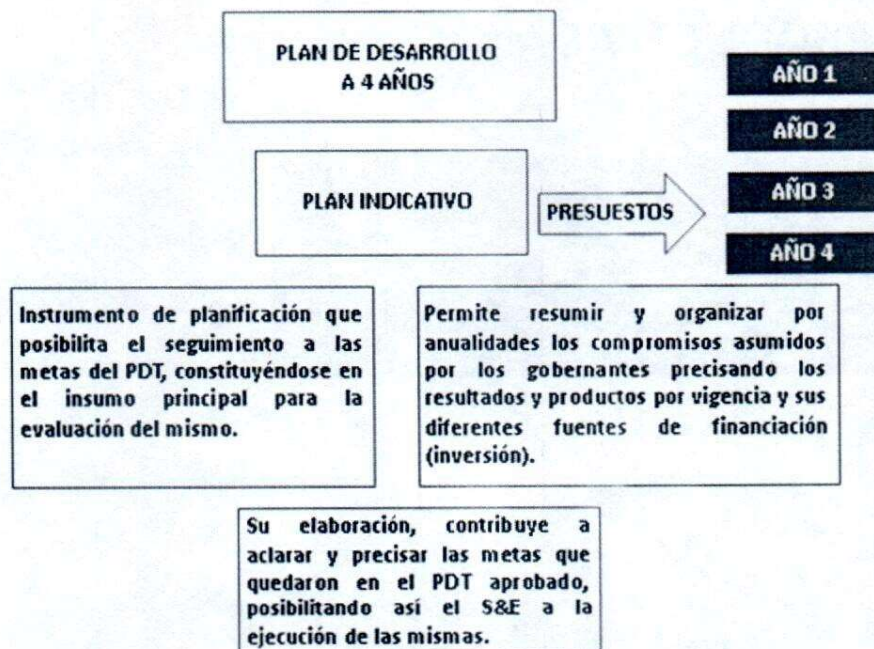 PLAN DE DESARROLLO
A 4 AÑOS
AÑO 1
AÑO 2
AÑO 3
AÑO 4
PLAN INDICATIVO
PRESUESTOS
Instrumento de planificación que
posibilita el seguimiento a las
metas del PDT, constituyéndose en
el insumo principal para la
evaluación del mismo.
Permite resumir y organizar por
anualidades los compromisos asumidos
por los gobernantes precisando los
resultados y productos por vigencia y sus
diferentes fuentes de financiación
(inversión).
Su elaboración, contribuye a
aclarar y precisar las metas que
quedaron en el PDT aprobado,
posibilitando así el S&E a la
ejecución de las mismas.